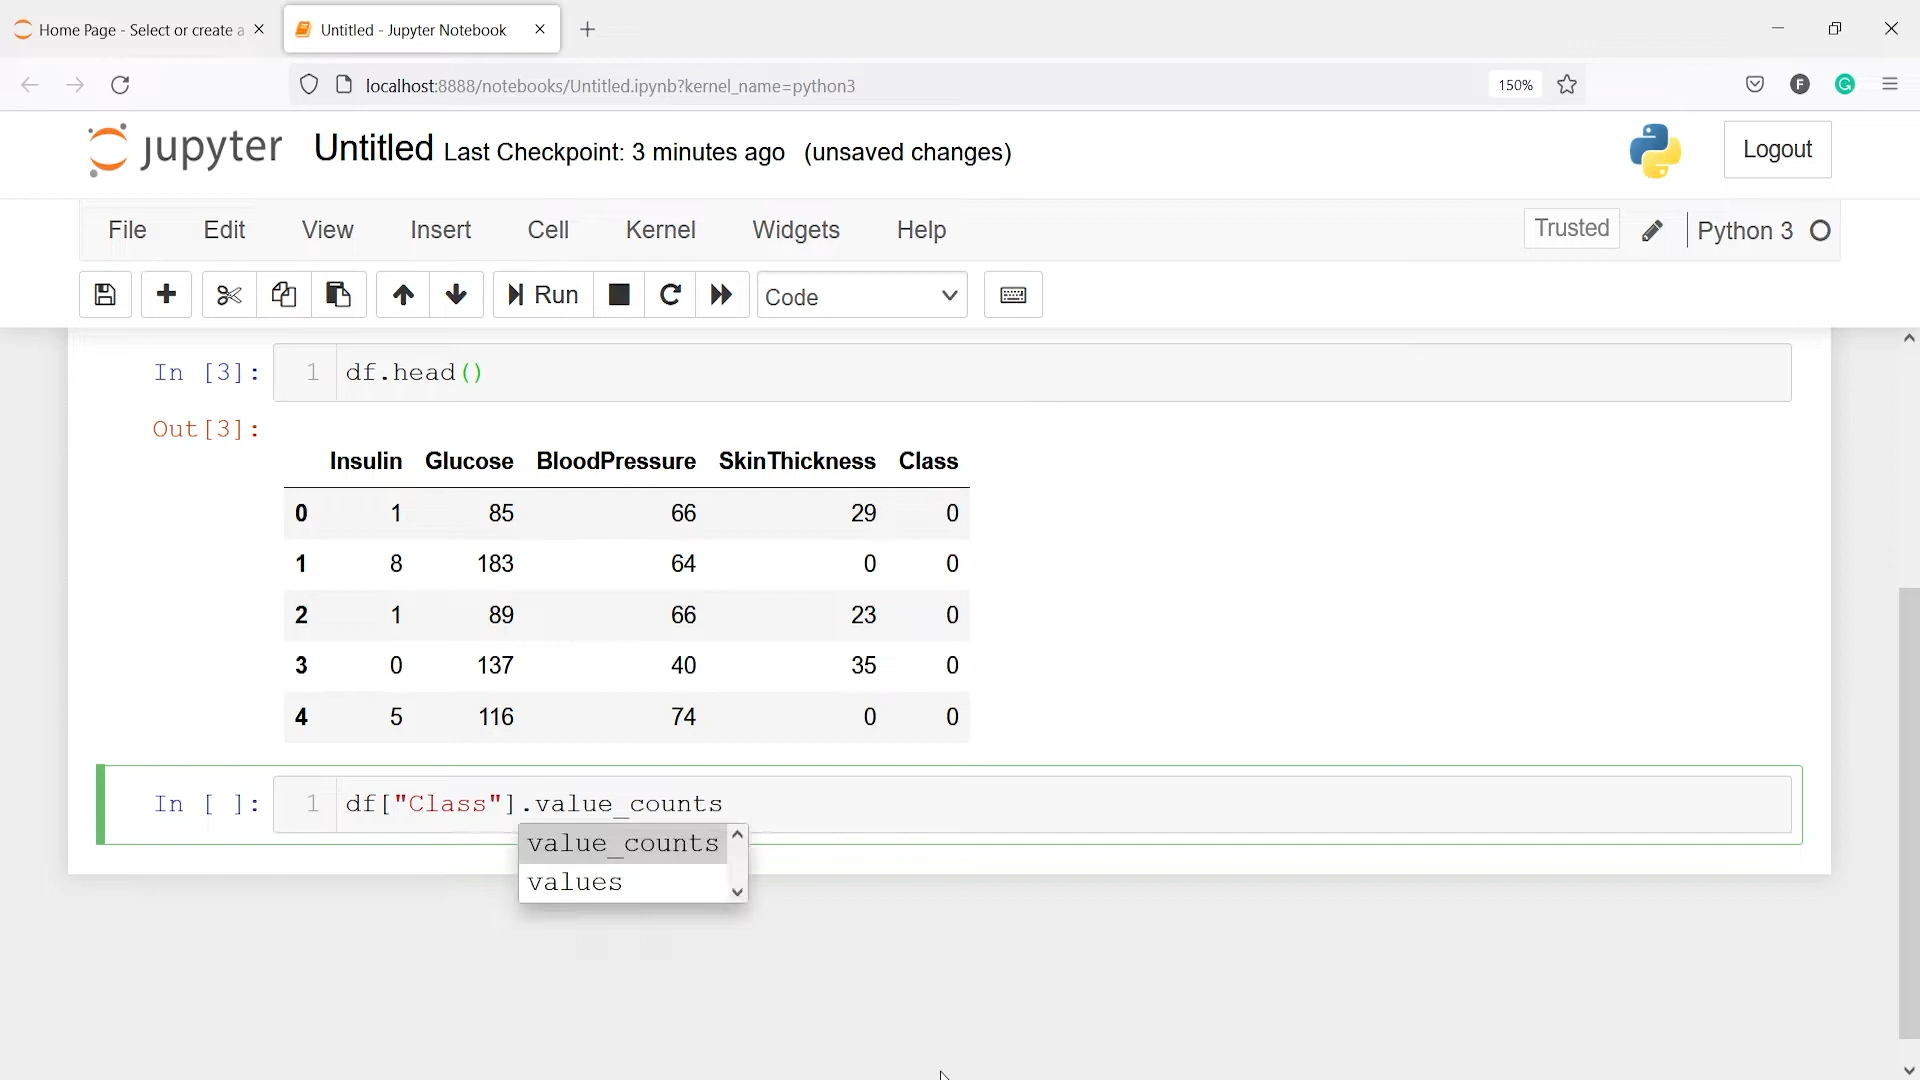 Home Page - Select or create a
Untitled - Jupyter Notebook
localhost:8888/notebooks/Untitled.ipynb?kernel_name=python3
150%
F
G
jupyter Untitled Last Checkpoint: 3 minutes ago (unsaved changes)
Logout
File Edit View Insert Cell Kernel Widgets Help
Trusted
Python 3
Run
Code
In [3]: 1 df.head()
Out[3]:
Insulin Glucose BloodPressure SkinThickness Class
0 1 85 66 29 0
1 8 183 64 0 0
2 1 89 66 23 0
3 0 137 40 35 0
4 5 116 74 0 0
In [ ]: 1 df["Class"].value_counts
value_counts
values